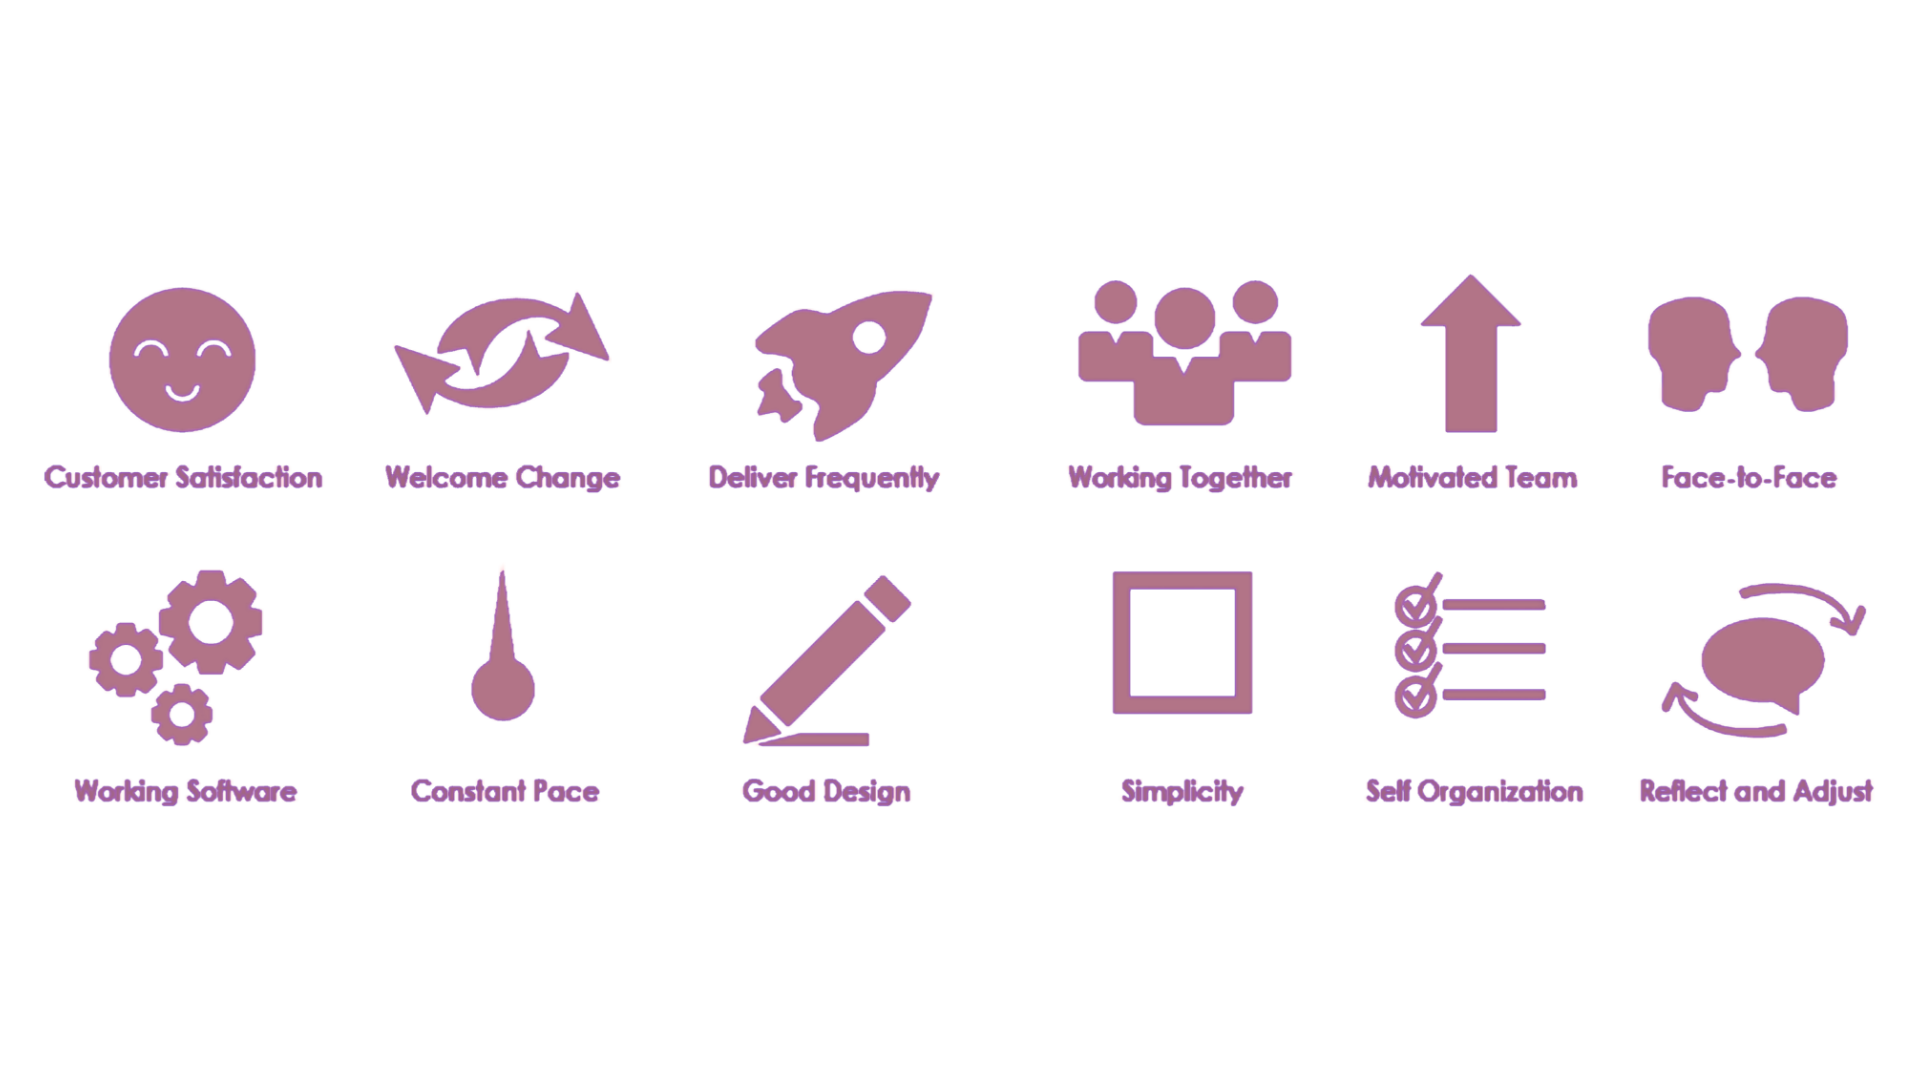 Customer Satisfaction
Welcome Change
Deliver Frequently
Working Together
Motivated Team
Face-to-Face
Working Software
Constant Pace
Good Design
Simplicity
Self Organization
Reflect and Adjust